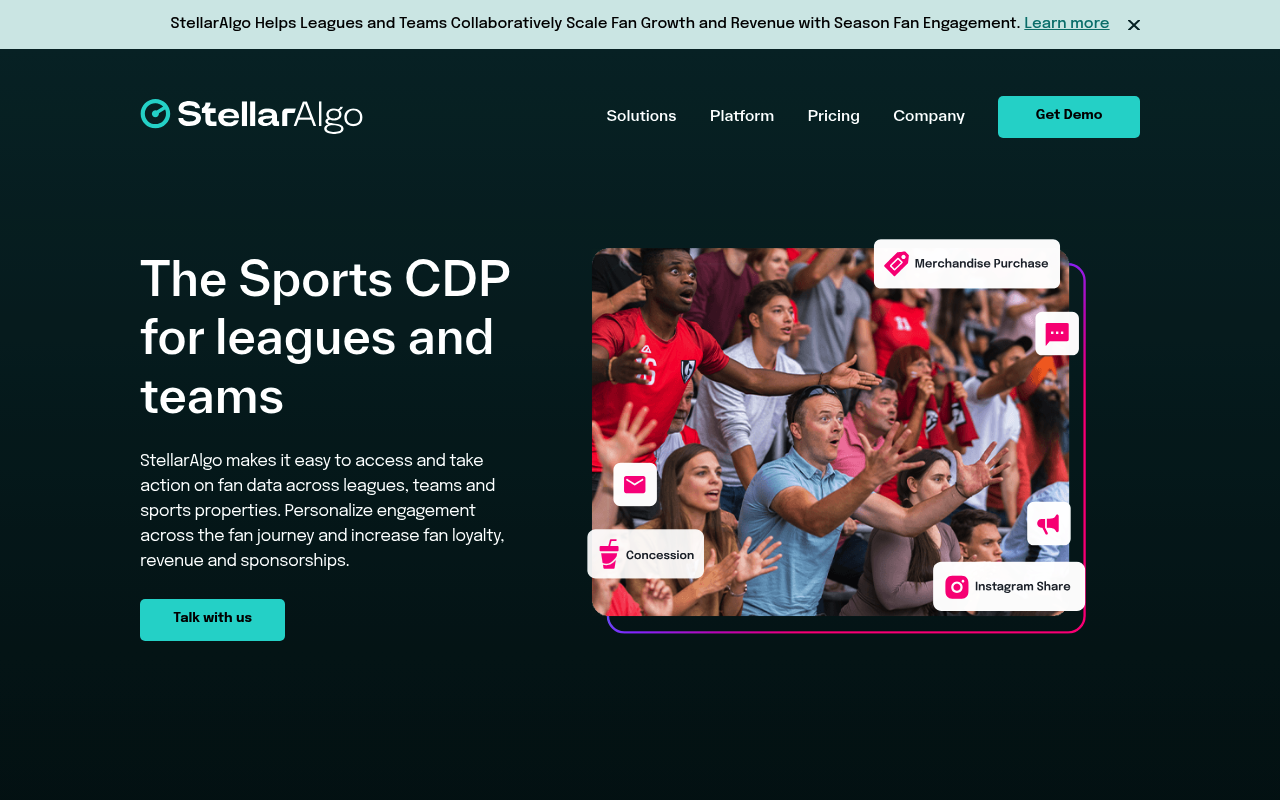 StellarAlgo Helps Leagues and Teams Collaboratively Scale Fan Growth and Revenue with Season Fan Engagement. Learn more
StellarAlgo
Solutions
Platform
Pricing
Company
Get Demo
The Sports CDP
for leagues and
teams
StellarAlgo makes it easy to access and take
action on fan data across leagues, teams and
sports properties. Personalize engagement
across the fan journey and increase fan loyalty,
revenue and sponsorships.
Talk with us
Merchandise Purchase
Concession
Instagram Share